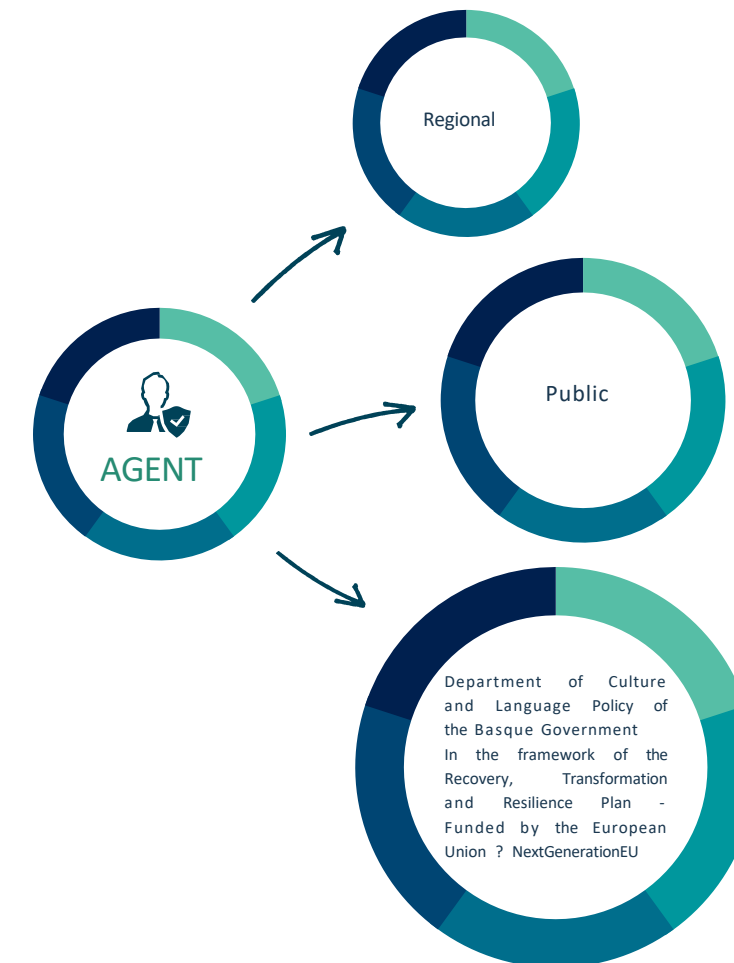 Regional
AGENT
Public
Department of Culture
and Language Policy of
the Basque Government
In the framework of the
Recovery, Transformation
and Resilience Plan -
Funded by the European
Union ? NextGenerationEU